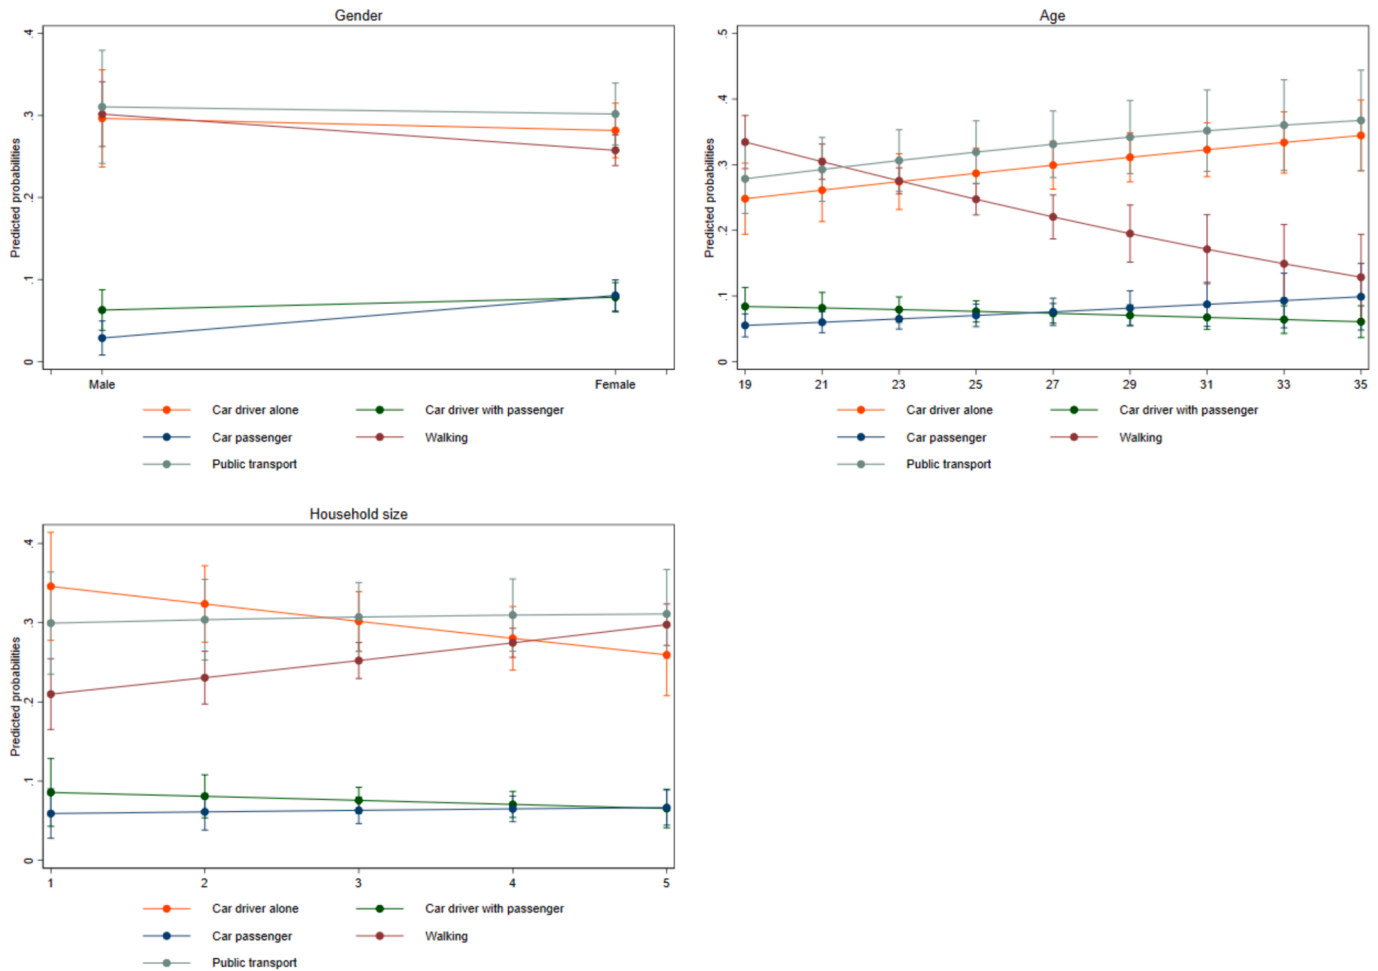 Gender
Predicted probabilities
.4
.3
.2
.1
0
Male Female
Car driver alone Car driver with passenger
Car passenger Walking
Public transport
Age
Predicted probabilities
.5
.4
.3
.2
.1
0
19 21 23 25 27 29 31 33 35
Car driver alone Car driver with passenger
Car passenger Walking
Public transport
Household size
Predicted probabilities
.4
.3
.2
.1
0
1 2 3 4 5
Car driver alone Car driver with passenger
Car passenger Walking
Public transport